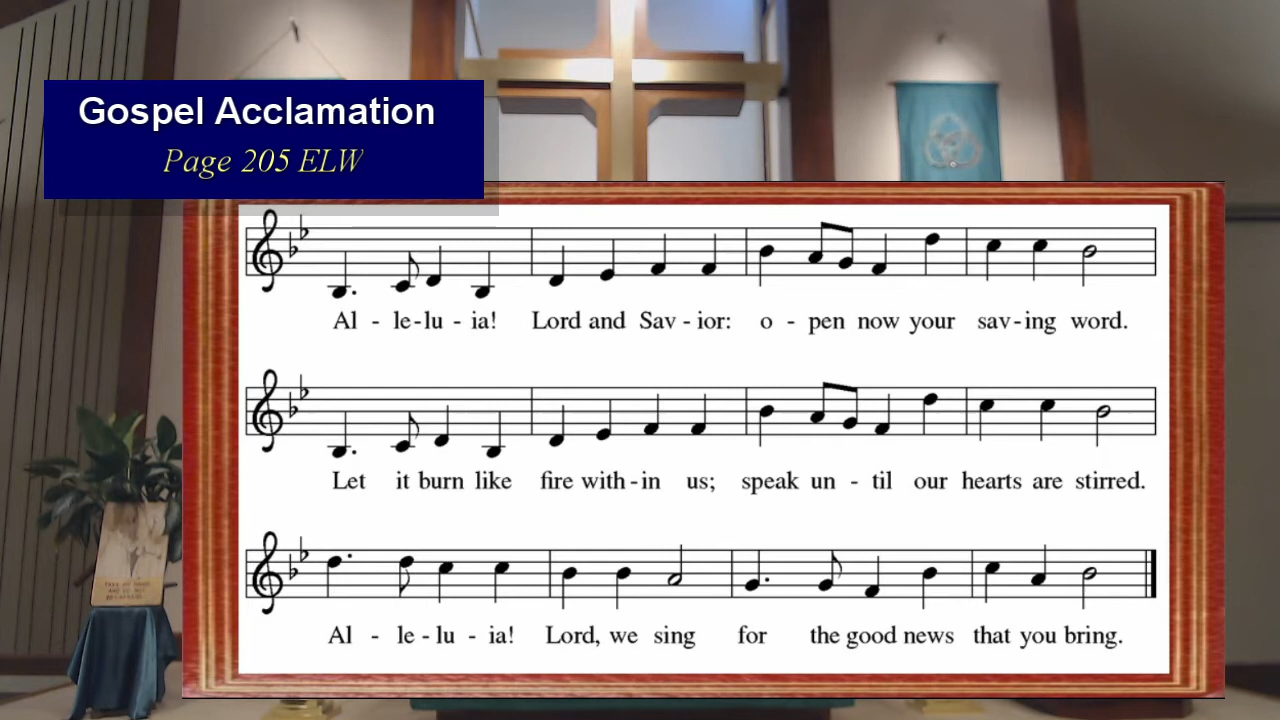 Gospel Acclamation
Page 205 ELW
Al - le - lu - ia! Lord and Sav - ior: o - pen now your sav - ing word.
Let it burn like fire with - in us; speak un - til our hearts are stirred.
Al - le - lu - ia! Lord, we sing for the good news that you bring.